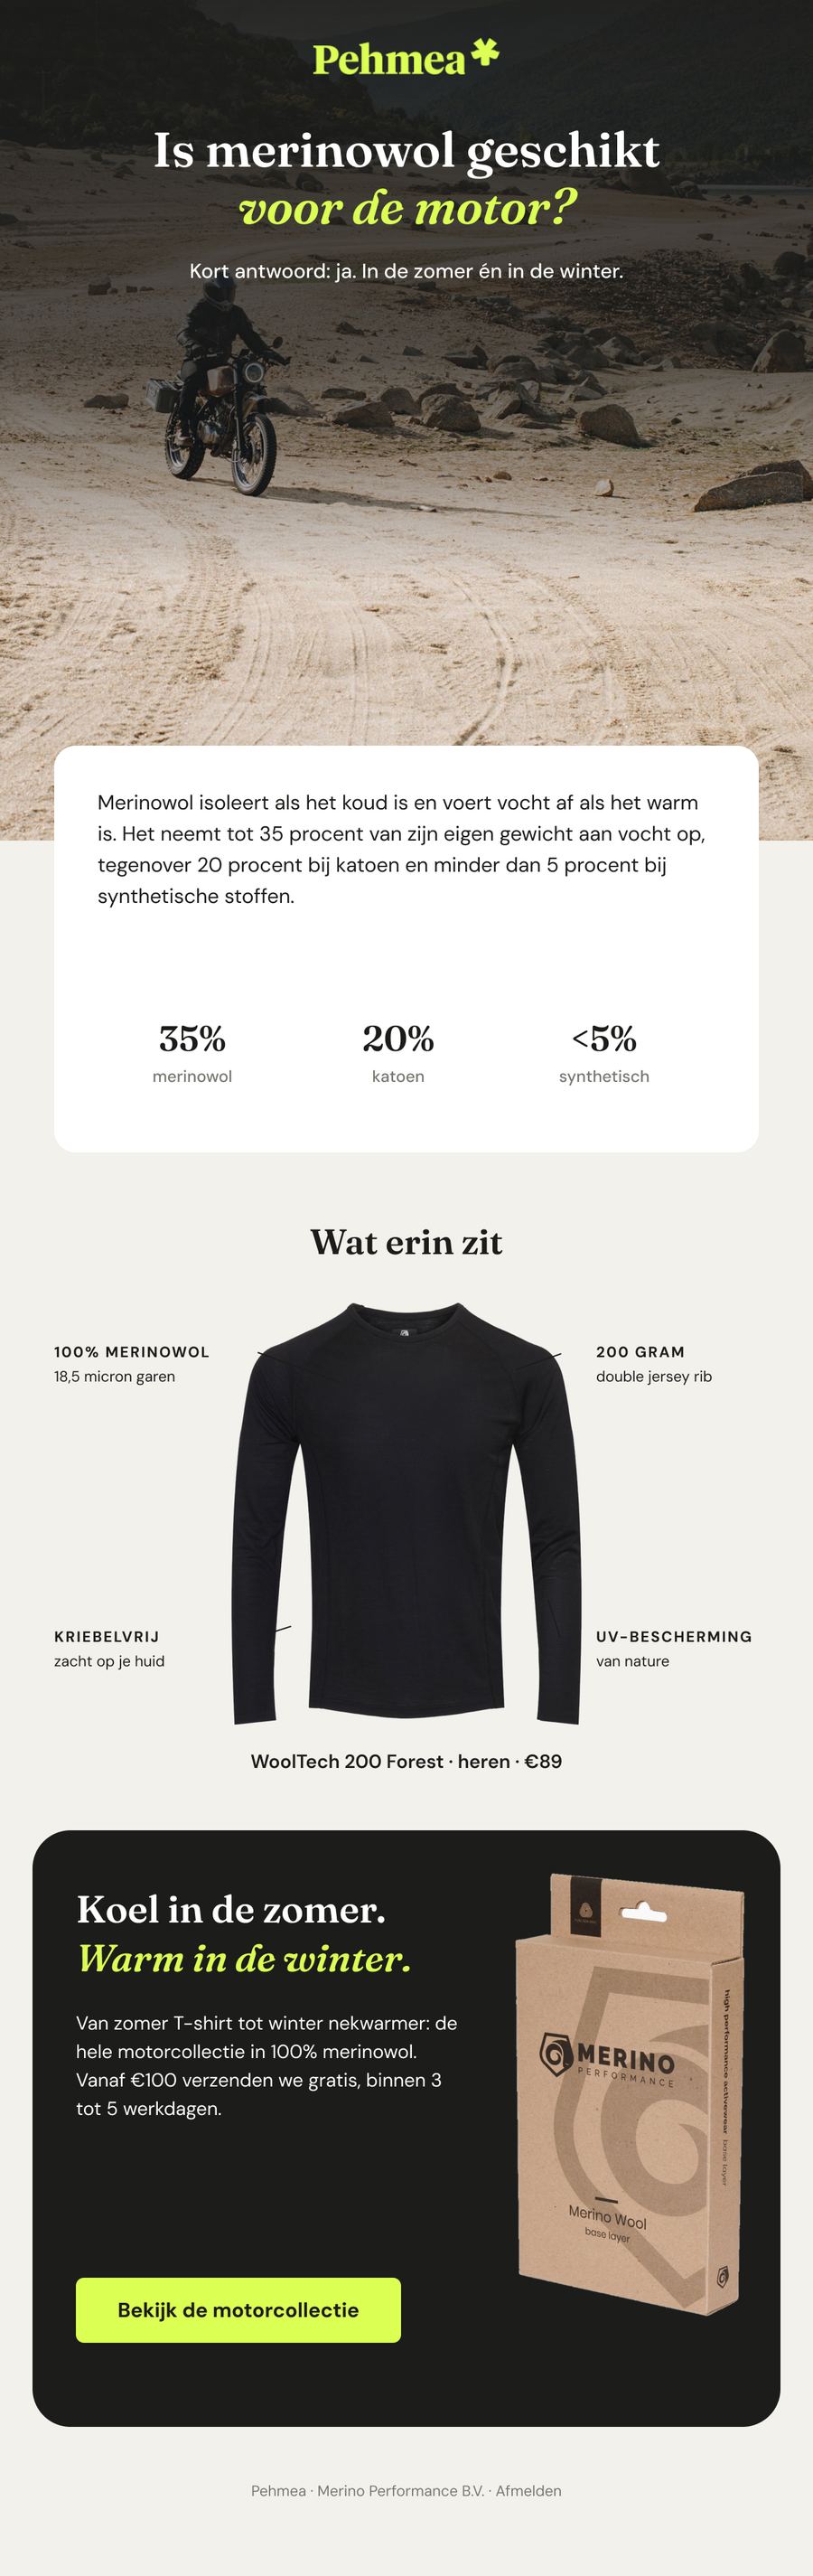 Pehmea
Is merinowol geschikt
voor de motor?
Kort antwoord: ja. In de zomer én in de winter.
Merinowol isoleert als het koud is en voert vocht af als het warm
is. Het neemt tot 35 procent van zijn eigen gewicht aan vocht op,
tegenover 20 procent bij katoen en minder dan 5 procent bij
synthetische stoffen.
35%
merinowol
20%
katoen
<5%
synthetisch
Wat erin zit
100% MERINOWOL
18,5 micron garen
200 GRAM
double jersey rib
KRIEBELVRIJ
zacht op je huid
UV-BESCHERMING
van nature
WoolTech 200 Forest · heren · €89
Koel in de zomer.
Warm in de winter.
Van zomer T-shirt tot winter nekwarmer: de
hele motorcollectie in 100% merinowol.
Vanaf €100 verzenden we gratis, binnen 3
tot 5 werkdagen.
Bekijk de motorcollectie
MERINO
PERFORMANCE
Merino Wool
base layer
high performance activewear base layer
Pehmea · Merino Performance B.V. · Afmelden